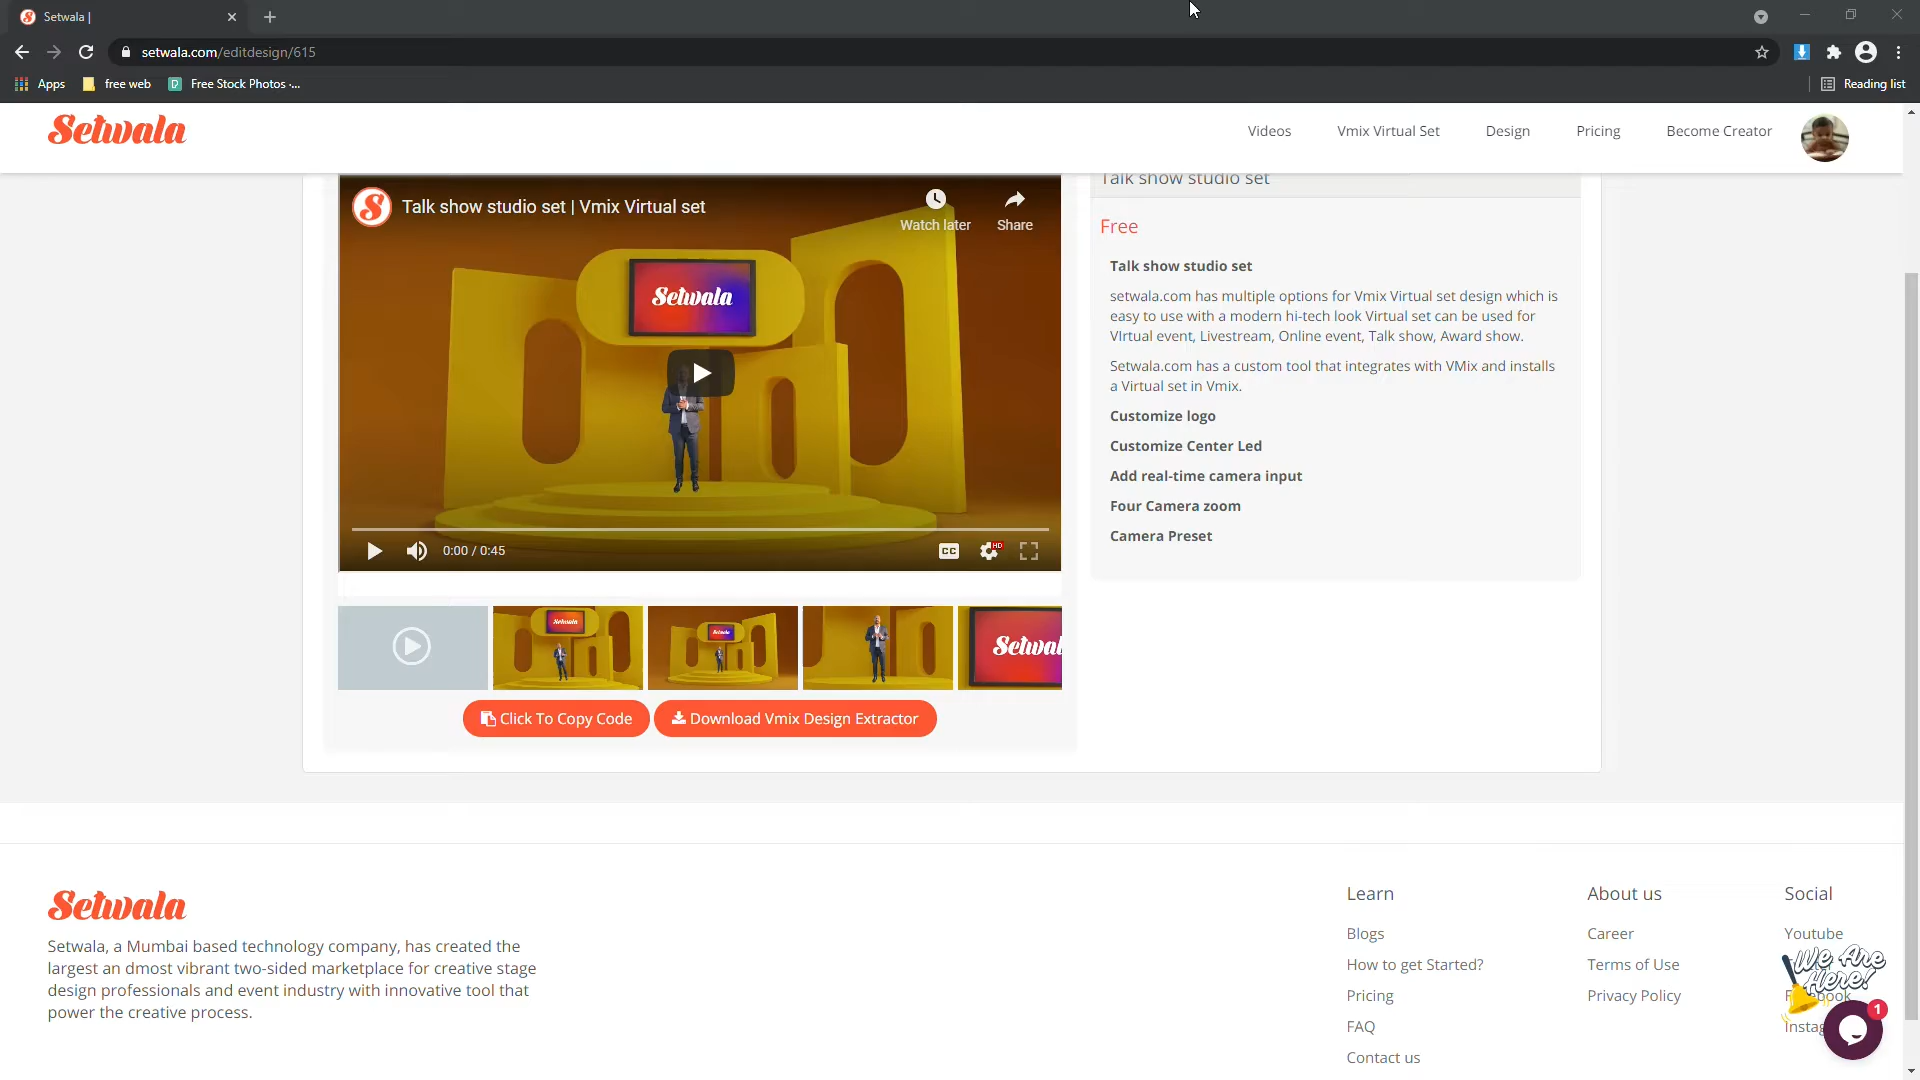 Setwala |
setwala.com/editdesign/615
Apps
free web
Free Stock Photos -...
Reading list
Setwala
Videos
Vmix Virtual Set
Design
Pricing
Become Creator
Talk show studio set | Vmix Virtual set
Watch later
Share
Setwala
0:00 / 0:45
CC
HD
Setwala
Setwala
Click To Copy Code
Download Vmix Design Extractor
Talk show studio set
Free
Talk show studio set
setwala.com has multiple options for Vmix Virtual set design which is
easy to use with a modern hi-tech look Virtual set can be used for
VIrtual event, Livestream, Online event, Talk show, Award show.
Setwala.com has a custom tool that integrates with VMix and installs
a Virtual set in Vmix.
Customize logo
Customize Center Led
Add real-time camera input
Four Camera zoom
Camera Preset
Setwala
Setwala, a Mumbai based technology company, has created the
largest an dmost vibrant two-sided marketplace for creative stage
design professionals and event industry with innovative tool that
power the creative process.
Learn
Blogs
How to get Started?
Pricing
FAQ
Contact us
About us
Career
Terms of Use
Privacy Policy
Social
Youtube
We Are
Here!
1